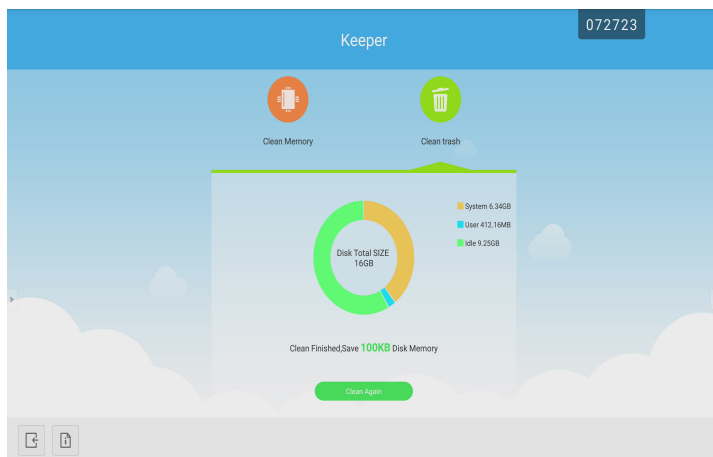 072723
Keeper
Clean Memory
Clean trash
System 6.34GB
User 412.16MB
Idle 9.25GB
Disk Total SIZE
16GB
Clean Finished,Save 100KB Disk Memory
Clean Again